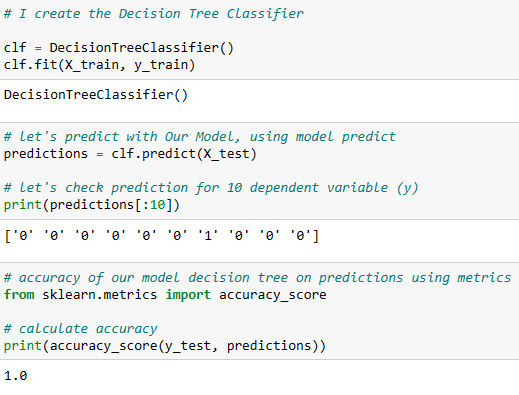 # I create the Decision Tree Classifier
clf = DecisionTreeClassifier()
clf.fit(X_train, y_train)
DecisionTreeClassifier()
# let's predict with Our Model, using model predict
predictions = clf.predict(X_test)
# let's check prediction for 10 dependent variable (y)
print(predictions[:10])
['0' '0' '0' '0' '0' '0' '1' '0' '0' '0']
# accuracy of our model decision tree on predictions using metrics
from sklearn.metrics import accuracy_score
# calculate accuracy
print(accuracy_score(y_test, predictions))
1.0